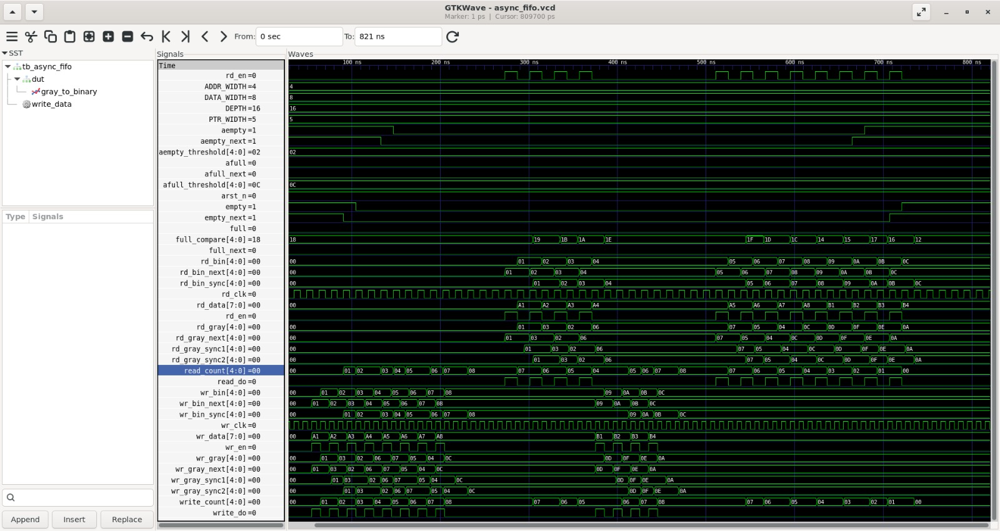 GTKWave - async_fifo.vcd
Marker: 1 ps | Cursor: 809700 ps
From: 0 sec To: 821 ns
SST
tb_async_fifo
dut
gray_to_binary
write_data
Type Signals
Append Insert Replace
Signals
Waves
Time 100 ns 200 ns 300 ns 400 ns 500 ns 600 ns 700 ns 800 ns
rd_en=0
ADDR_WIDTH=4 4
DATA_WIDTH=8 8
DEPTH=16 16
PTR_WIDTH=5 5
aempty=1
aempty_next=1
aempty_threshold[4:0]=02 02
afull=0
afull_next=0
afull_threshold[4:0]=0C 0C
arst_n=0
empty=1
empty_next=1
full=0
full_compare[4:0]=18 18 19 1B 1A 1E 1F 1D 1C 14 15 17 16 12
full_next=0
rd_bin[4:0]=00 00 01 02 03 04 05 06 07 08 09 0A 0B 0C
rd_bin_next[4:0]=00 00 01 02 03 04 05 06 07 08 09 0A 0B 0C
rd_bin_sync[4:0]=00 00 01 02 03 04 05 06 07 08 09 0A 0B 0C
rd_clk=0
rd_data[7:0]=00 00 A1 A2 A3 A4 A5 A6 A7 A8 B1 B2 B3 B4
rd_en=0
rd_gray[4:0]=00 00 01 03 02 06 07 05 04 0C 0D 0F 0E 0A
rd_gray_next[4:0]=00 00 01 03 02 06 07 05 04 0C 0D 0F 0E 0A
rd_gray_sync1[4:0]=00 00 01 03 02 06 07 05 04 0C 0D 0F 0E 0A
rd_gray_sync2[4:0]=00 00 01 03 02 06 07 05 04 0C 0D 0F 0E 0A
read_count[4:0]=00 00 01 02 03 04 05 06 07 08 07 06 05 04 05 06 07 08 07 06 05 04 03 02 01 00
read_do=0
wr_bin[4:0]=00 00 01 02 03 04 05 06 07 08 09 0A 0B 0C
wr_bin_next[4:0]=00 00 01 02 03 04 05 06 07 08 09 0A 0B 0C
wr_bin_sync[4:0]=00 00 01 02 03 04 05 06 07 08 09 0A 0B 0C
wr_clk=0
wr_data[7:0]=00 00 A1 A2 A3 A4 A5 A6 A7 A8 B1 B2 B3 B4
wr_en=0
wr_gray[4:0]=00 00 01 03 02 06 07 05 04 0C 0D 0F 0E 0A
wr_gray_next[4:0]=00 00 01 03 02 06 07 05 04 0C 0D 0F 0E 0A
wr_gray_sync1[4:0]=00 00 01 03 02 06 07 05 04 0C 0D 0F 0E 0A
wr_gray_sync2[4:0]=00 00 01 03 02 06 07 05 04 0C 0D 0F 0E 0A
write_count[4:0]=00 00 01 02 03 04 05 06 07 08 07 06 05 06 07 08 07 06 05 04 03 02 01 00
write_do=0